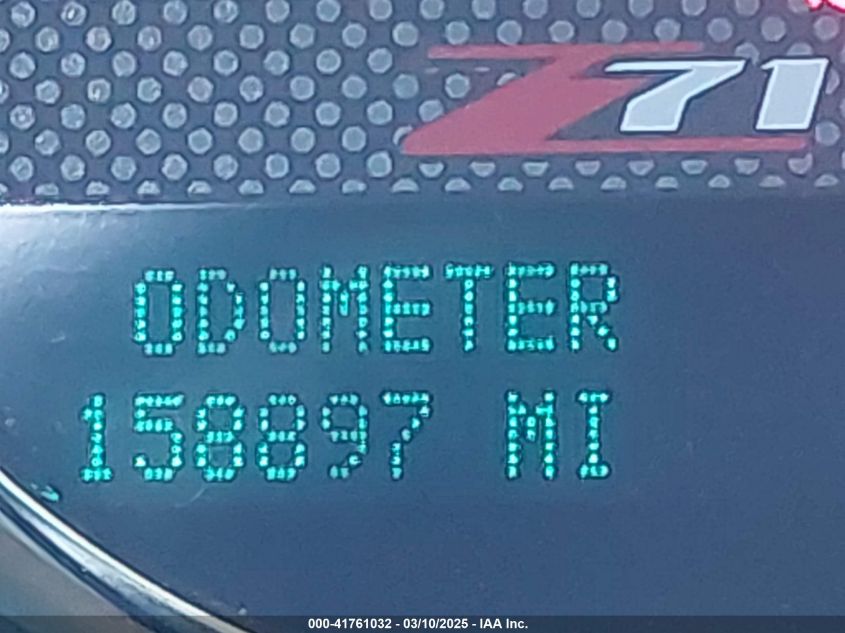 Z71
ODOMETER
158897 MI
000-41761032 - 03/10/2025 - IAA Inc.